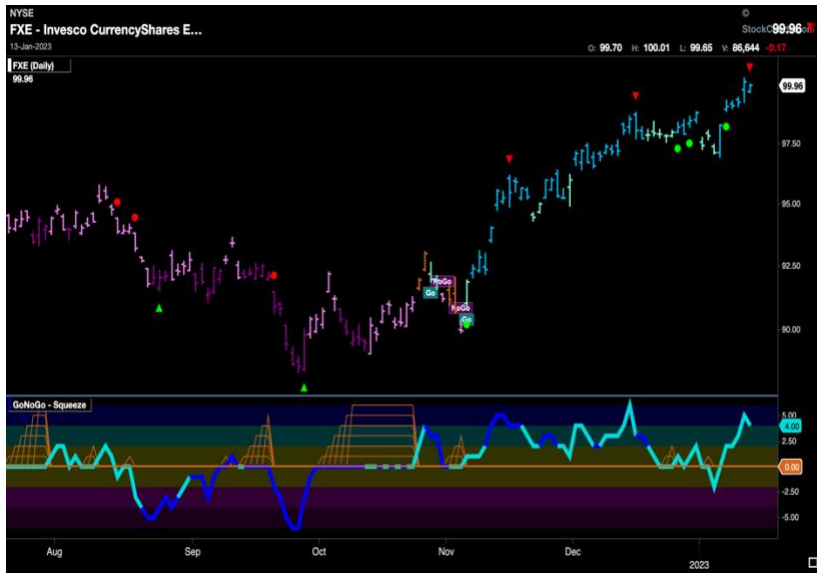 NYSE
©
FXE - Invesco CurrencyShares E...
99.96
13-Jan-2023
O: 99.70 H: 100.01 L: 99.65 V: 86,644 -0.17
FXE (Daily)
99.96
99.96
97.50
95.00
92.50
NoGo
Go
NoGo
Go
90.00
GoNoGo - Squeeze
5.00
4.00
2.50
0.00
-2.50
-5.00
Aug Sep Oct Nov Dec
2023